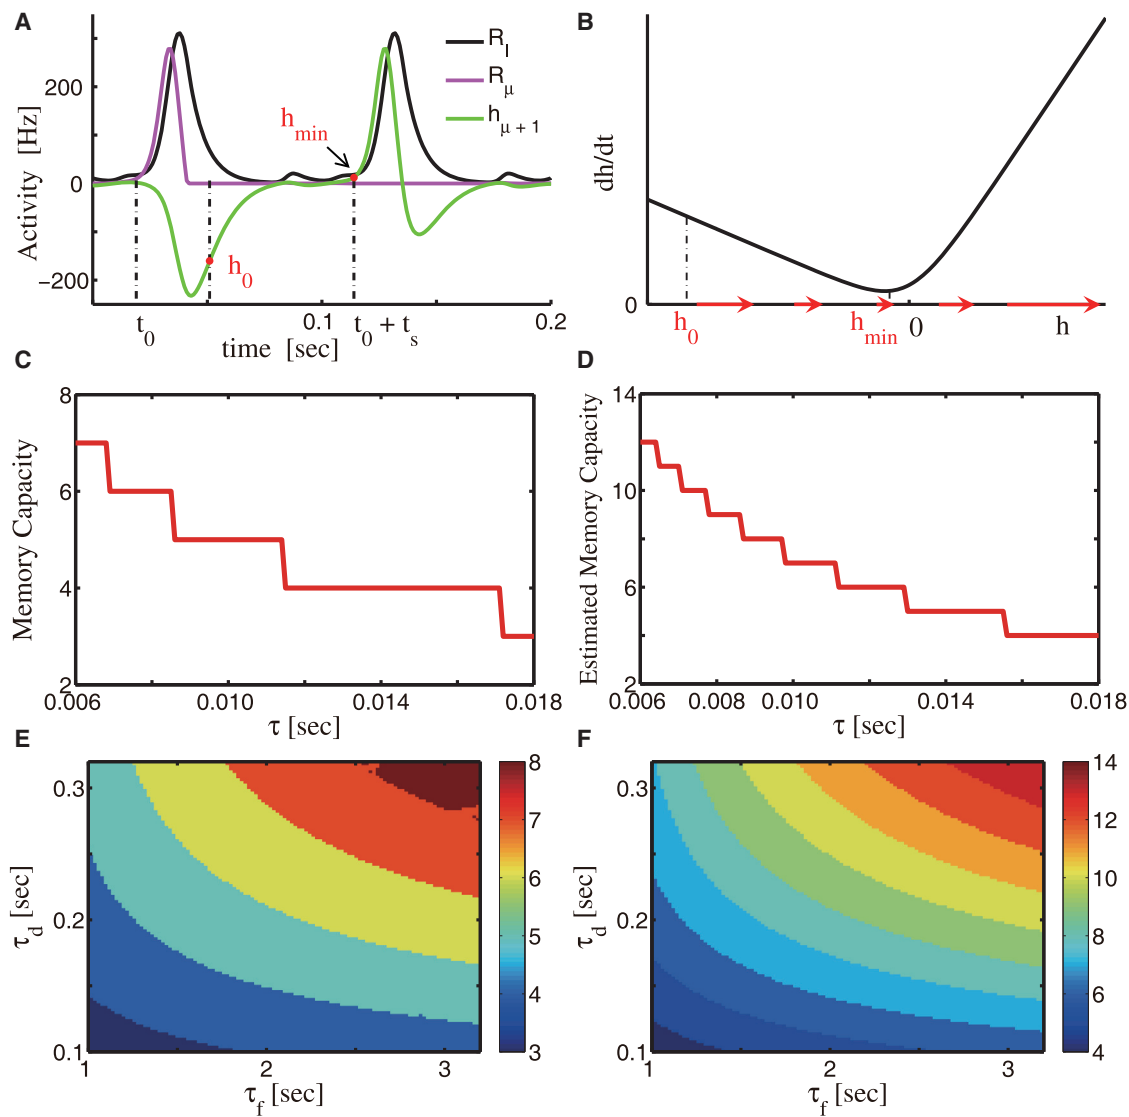 A
Activity [Hz]
200
0
−200
R_I
R_μ
h_{μ+1}
h_min
h_0
t_0
0.1
t_0 + t_s
0.2
time [sec]
B
dh/dt
0
h_0
h_min
0
h
C
Memory Capacity
8
6
4
2
0.006
0.010
0.014
0.018
τ [sec]
D
Estimated Memory Capacity
14
10
6
2
0.006
0.008
0.010
0.014
0.018
τ [sec]
E
τ_d [sec]
0.3
0.2
0.1
1
2
3
τ_f [sec]
8
7
6
5
4
3
F
τ_d [sec]
0.3
0.2
0.1
1
2
3
τ_f [sec]
14
12
10
8
6
4